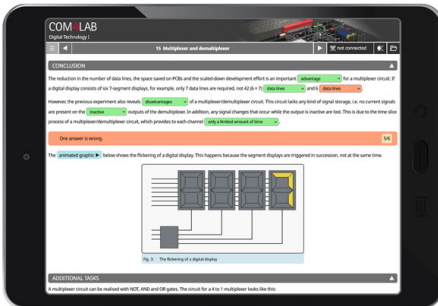 COM4LAB
Digital Technology I
15 Multiplexer and demultiplexer
not connected
CONCLUSION
The reduction in the number of data lines, the space saved on PCBs and the scaled-down development effort is an important advantage for a multiplexer circuit; If
a digital display consists of six 7-segment displays, for example, only 7 data lines are required, not 42 (6 × 7) data lines and 6 data lines .
However, the previous experiment also reveals disadvantages of a multiplexer/demultiplexer circuit. This circuit lacks any kind of signal storage, i.e. no current signals
are present on the inactive outputs of the demultiplexer. In addition, any signal changes that occur while the output is inactive are lost. This is due to the time slice
process of a multiplexer/demultiplexer circuit, which provides to each channel only a limited amount of time .
One answer is wrong. 5/6
The animated graphic below shows the flickering of a digital display. This happens because the segment displays are triggered in succession, not at the same time.
Fig. 3: The flickering of a digital display
ADDITIONAL TASKS
A multiplexer circuit can be realised with NOT, AND and OR gates. The circuit for a 4 to 1 multiplexer looks like this: